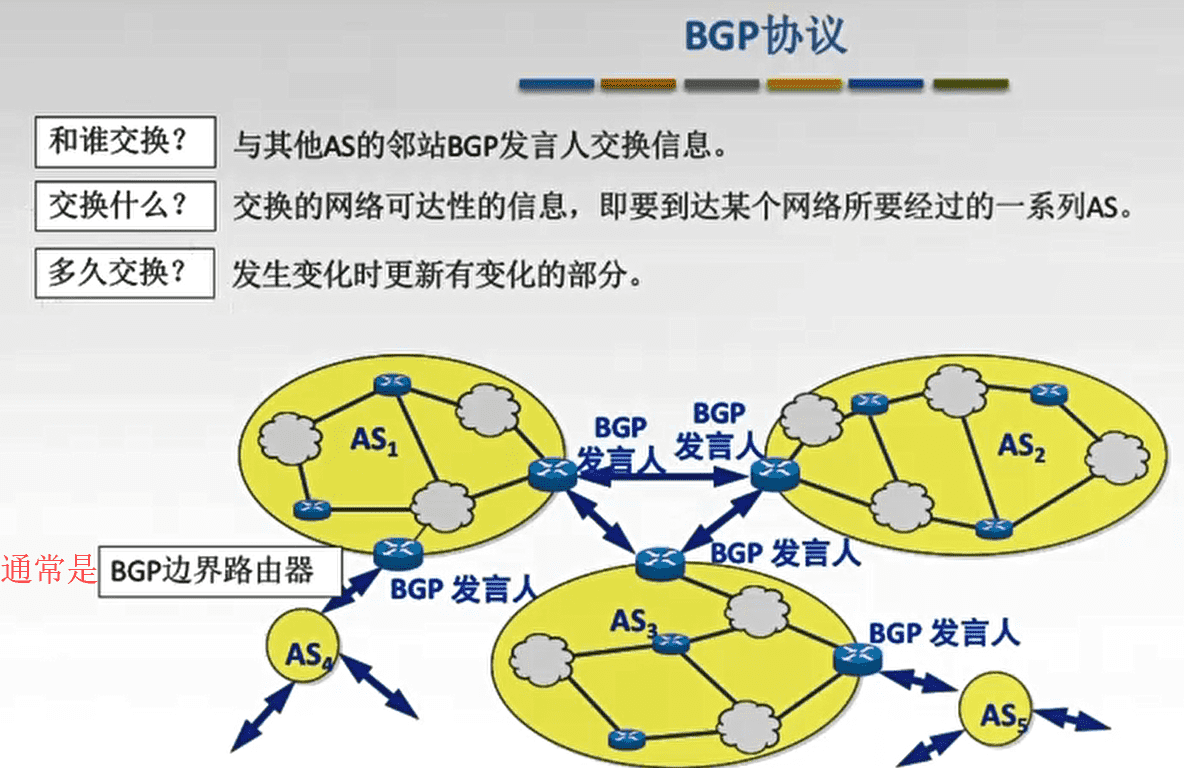 BGP协议
和谁交换？ 与其他AS的邻站BGP发言人交换信息。
交换什么？ 交换的网络可达性的信息，即要到达某个网络所要经过的一系列AS。
多久交换？ 发生变化时更新有变化的部分。
BGP
发言人
BGP
发言人
AS1
AS2
通常是 BGP边界路由器
BGP 发言人
BGP 发言人
AS3
BGP 发言人
AS4
AS5